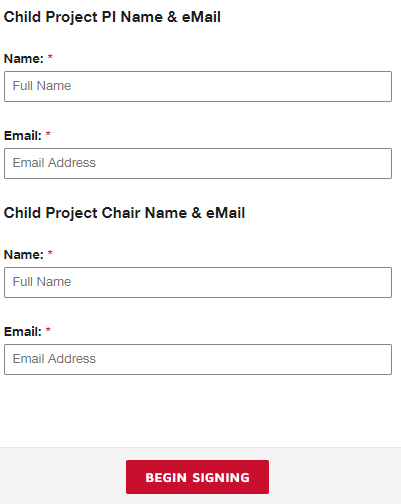 Child Project PI Name & eMail
Name: *
Full Name
Email: *
Email Address
Child Project Chair Name & eMail
Name: *
Full Name
Email: *
Email Address
BEGIN SIGNING